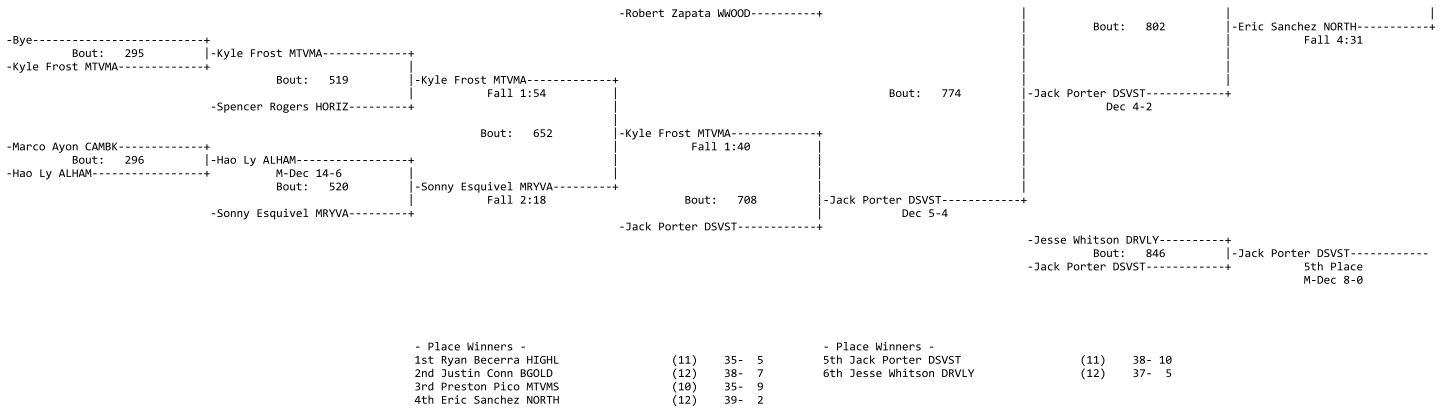 -Robert Zapata WWOOD----------+ | | |
Bout: 802 |-Eric Sanchez NORTH-----------+
-Bye--------------------------+ Fall 4:31
Bout: 295 |-Kyle Frost MTVMA-------------+
-Kyle Frost MTVMA-------------+
Bout: 519 |-Kyle Frost MTVMA-------------+
Fall 1:54 Bout: 774 |-Jack Porter DSVST------------+
-Spencer Rogers HORIZ---------+ Dec 4-2
Bout: 652 |-Kyle Frost MTVMA-------------+
-Marco Ayon CAMBK-------------+ Fall 1:40
Bout: 296 |-Hao Ly ALHAM-----------------+
-Hao Ly ALHAM-----------------+ M-Dec 14-6
Bout: 520 |-Sonny Esquivel MRYVA---------+
Fall 2:18 Bout: 708 |-Jack Porter DSVST------------+
-Sonny Esquivel MRYVA---------+ Dec 5-4
-Jack Porter DSVST------------+
-Jesse Whitson DRVLY----------+
Bout: 846 |-Jack Porter DSVST------------
-Jack Porter DSVST------------+ 5th Place
M-Dec 8-0
- Place Winners - - Place Winners -
1st Ryan Becerra HIGHL (11) 35- 5 5th Jack Porter DSVST (11) 38- 10
2nd Justin Conn BGOLD (12) 38- 7 6th Jesse Whitson DRVLY (12) 37- 5
3rd Preston Pico MTVMS (10) 35- 9
4th Eric Sanchez NORTH (12) 39- 2